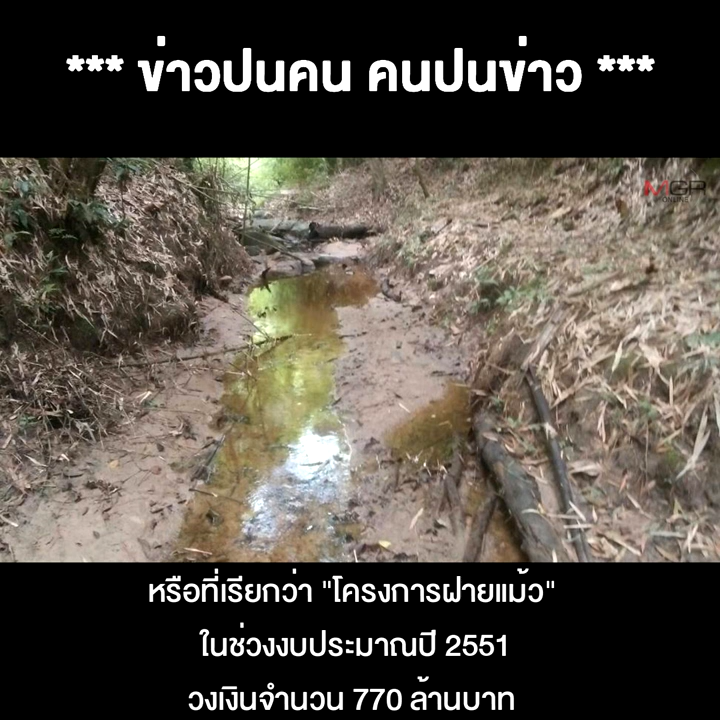 *** ข่าวปนคน คนปนข่าว ***
MGR
ONLINE
หรือที่เรียกว่า "โครงการฝายแม้ว"
ในช่วงงบประมาณปี 2551
วงเงินจำนวน 770 ล้านบาท